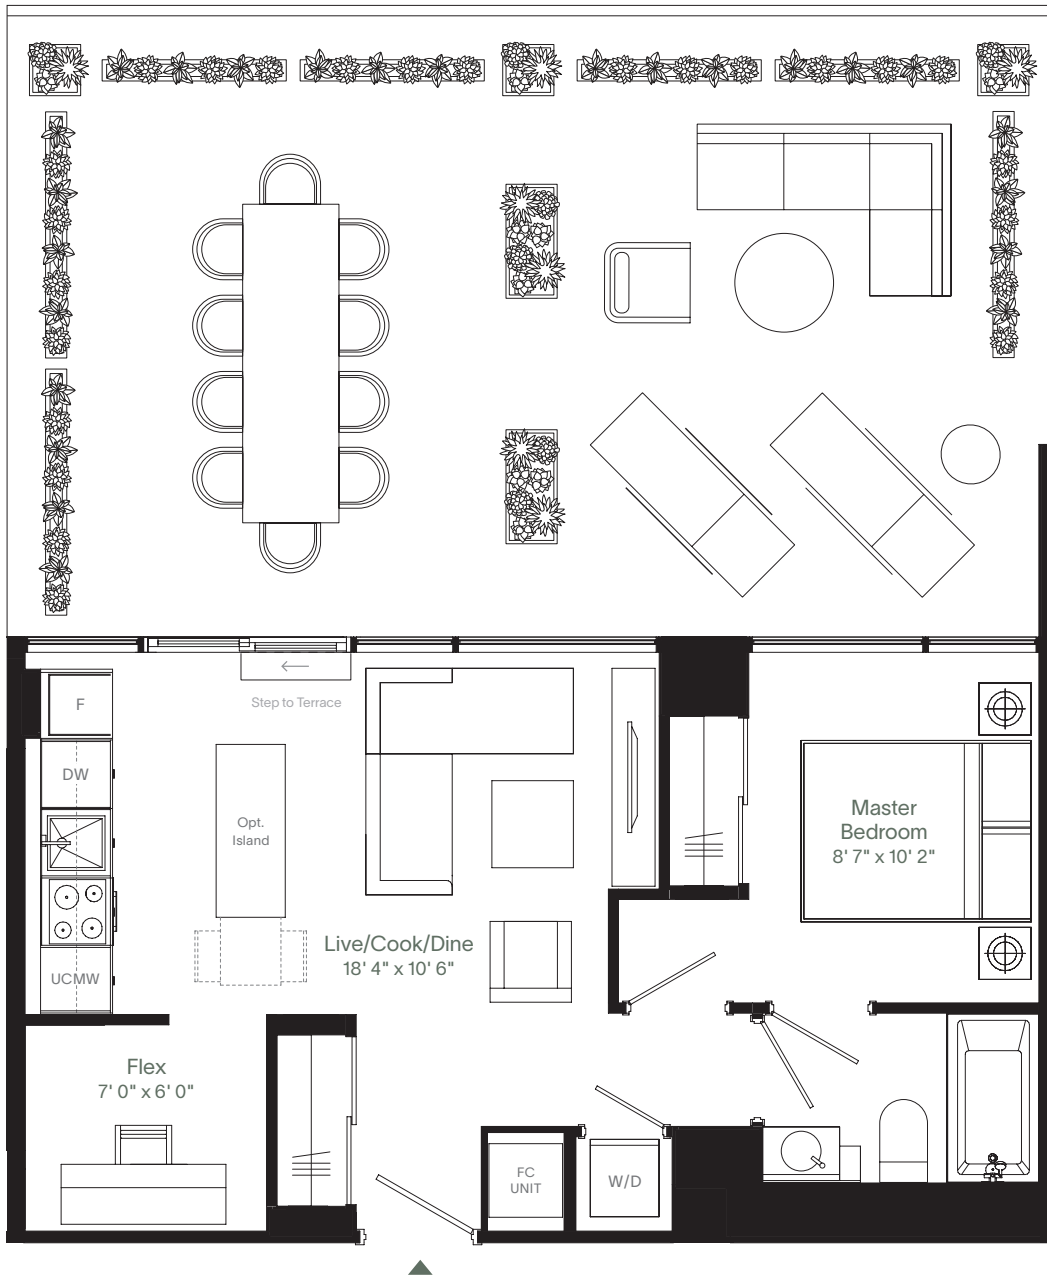 Step to Terrace
F
DW
Opt.
Island
Master
Bedroom
8' 7" x 10' 2"
Live/Cook/Dine
18' 4" x 10' 6"
UCMW
Flex
7' 0" x 6' 0"
FC
UNIT
W/D